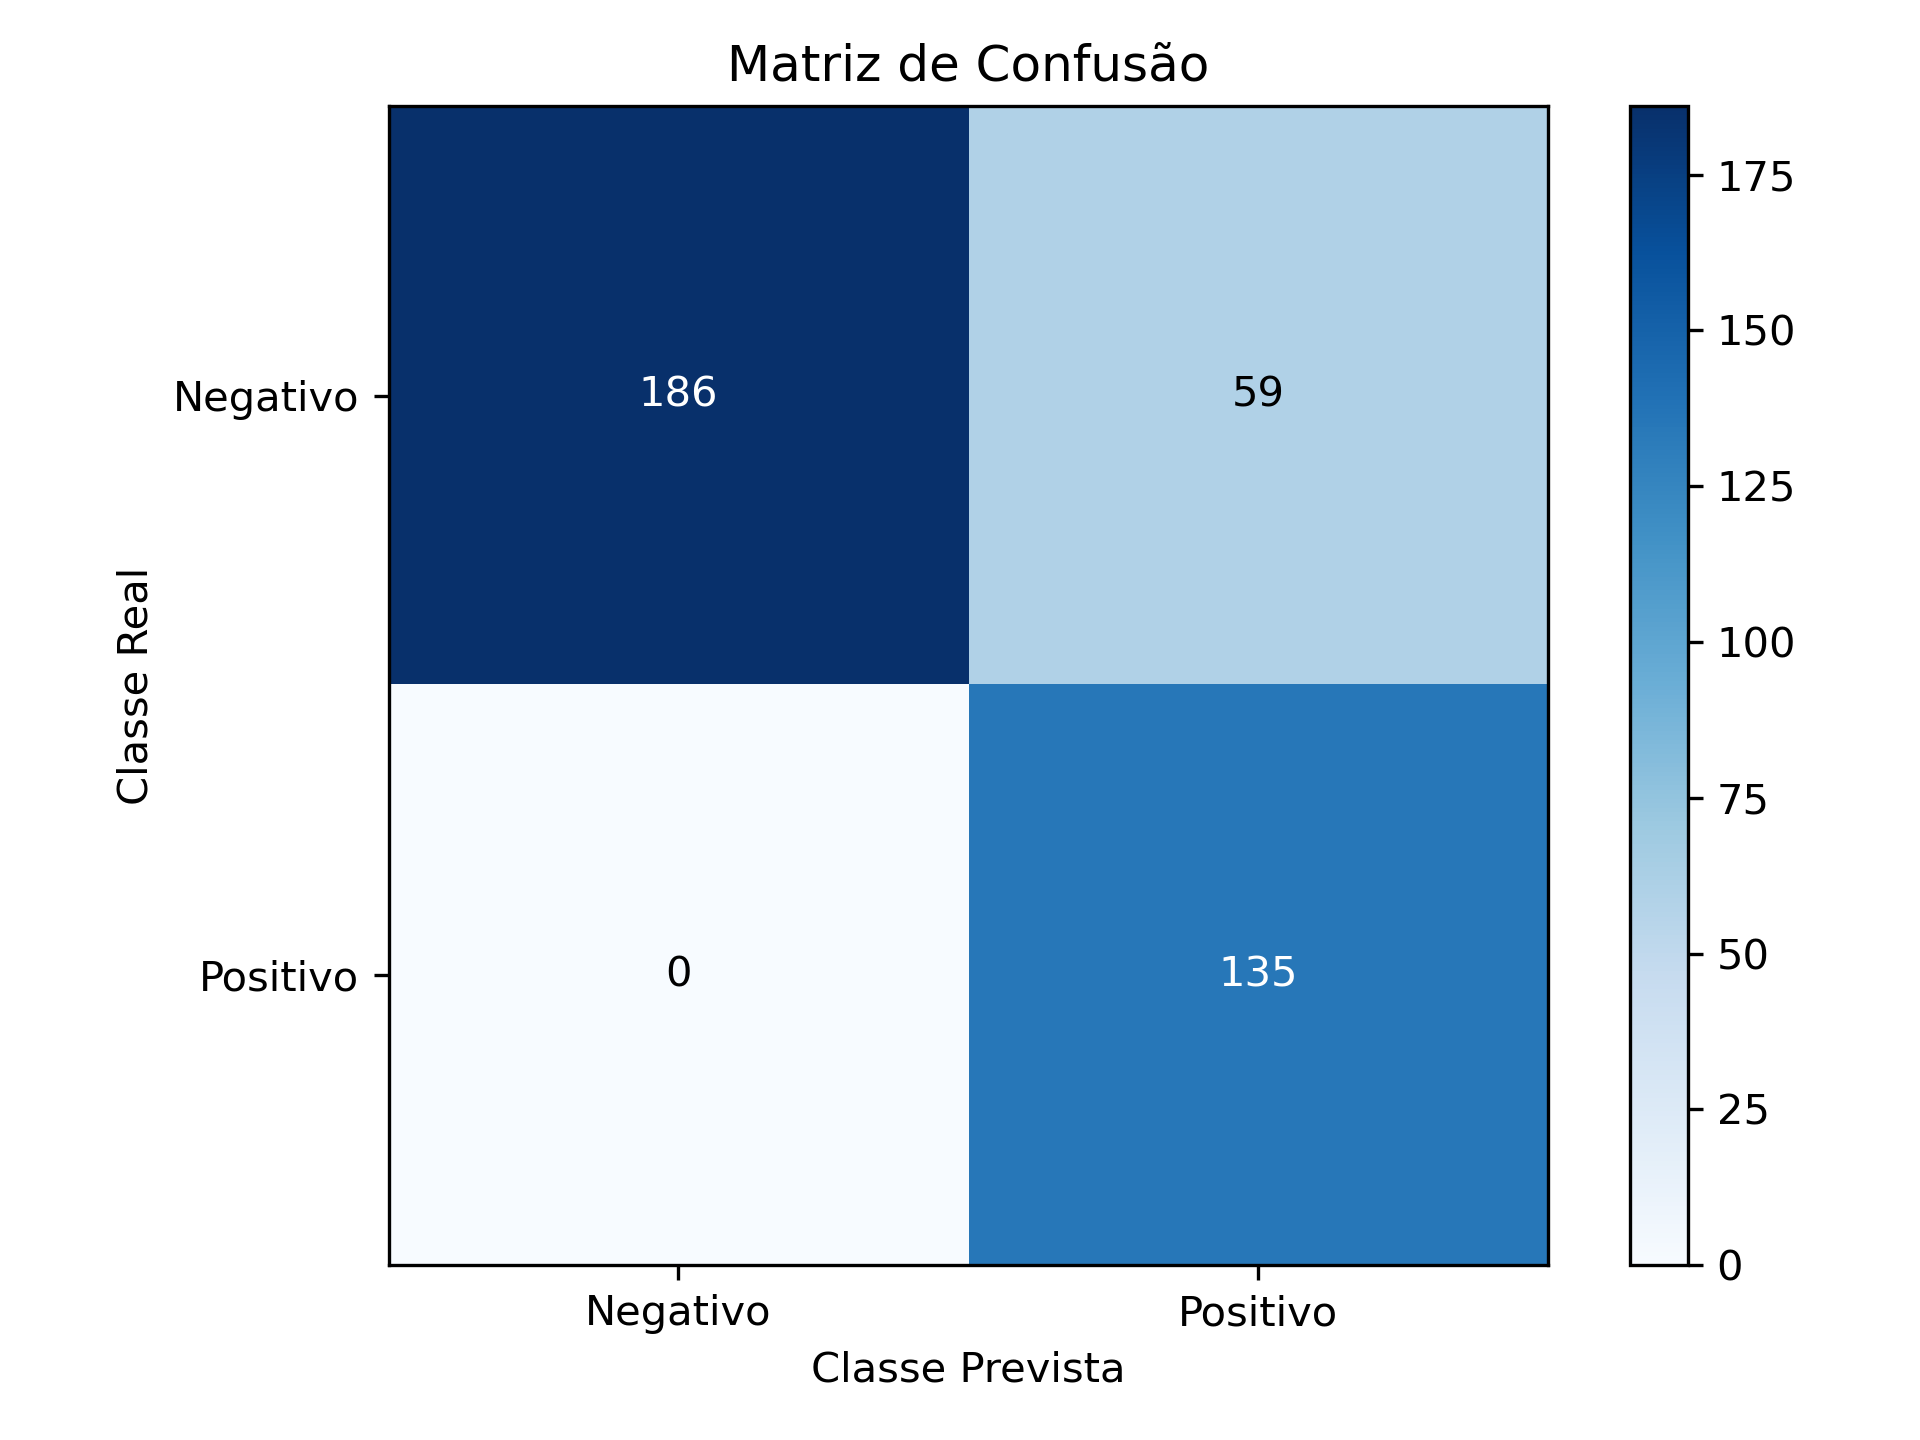 Matriz de Confusão
Classe Real
Negativo
186
59
Positivo
0
135
Negativo
Positivo
Classe Prevista
175
150
125
100
75
50
25
0